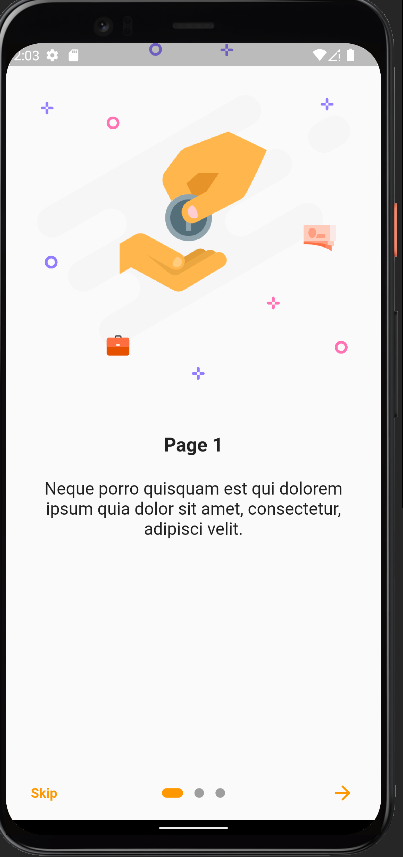 2:03
Page 1
Neque porro quisquam est qui dolorem
ipsum quia dolor sit amet, consectetur,
adipisci velit.
Skip